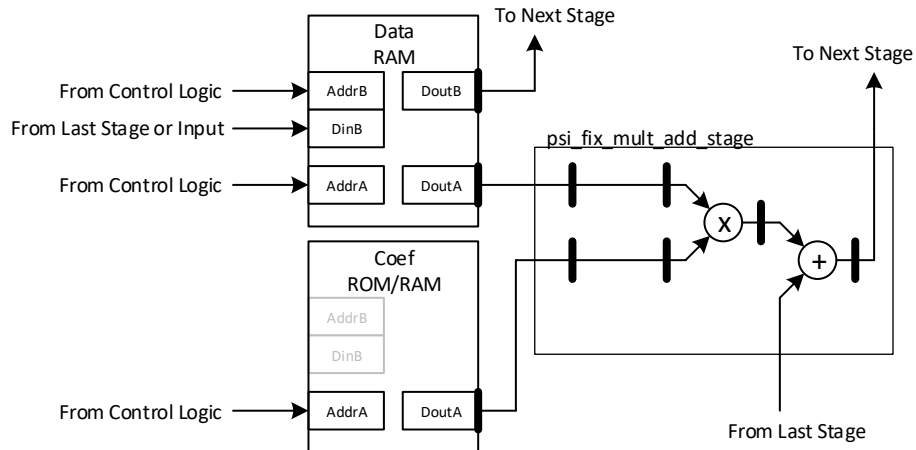 To Next Stage
Data
RAM
To Next Stage
From Control Logic
AddrB
DoutB
From Last Stage or Input
DinB
psi_fix_mult_add_stage
From Control Logic
AddrA
DoutA
x
+
Coef
ROM/RAM
AddrB
DinB
From Control Logic
AddrA
DoutA
From Last Stage